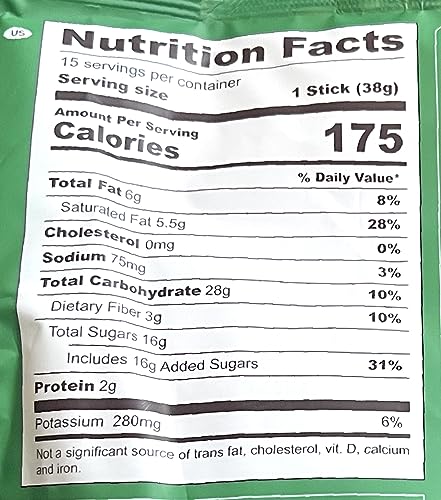 US
Nutrition Facts
15 servings per container
Serving size 1 Stick (38g)
Amount Per Serving
Calories 175
% Daily Value*
Total Fat 6g 8%
Saturated Fat 5.5g 28%
Cholesterol 0mg 0%
Sodium 75mg 3%
Total Carbohydrate 28g 10%
Dietary Fiber 3g 10%
Total Sugars 16g
Includes 16g Added Sugars 31%
Protein 2g
Potassium 280mg 6%
Not a significant source of trans fat, cholesterol, vit. D, calcium
and iron.